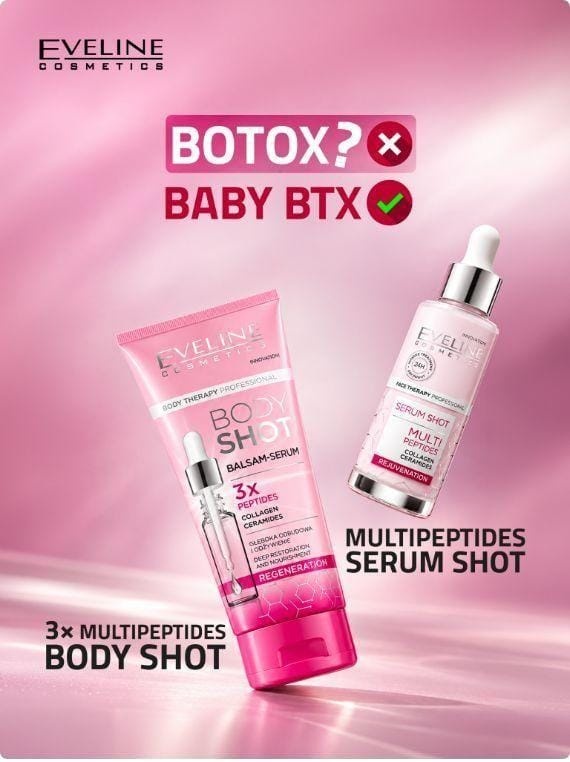 EVELINE
COSMETICS
BOTOX?
BABY BTX
EVELINE
COSMETICS
INNOVATION
BODY THERAPY PROFESSIONAL
BODY
SHOT
BALSAM-SERUM
3x
PEPTIDES
COLLAGEN
CERAMIDES
GŁĘBOKA ODBUDOWA
I ODŻYWIENIE
DEEP RESTORATION
AND NOURISHMENT
REGENERATION
EVELINE
COSMETICS
INNOVATION
24H
FACE THERAPY PROFESSIONAL
SERUM SHOT
MULTI
PEPTIDES
COLLAGEN
CERAMIDES
REJUVENATION
MULTIPEPTIDES
SERUM SHOT
3× MULTIPEPTIDES
BODY SHOT